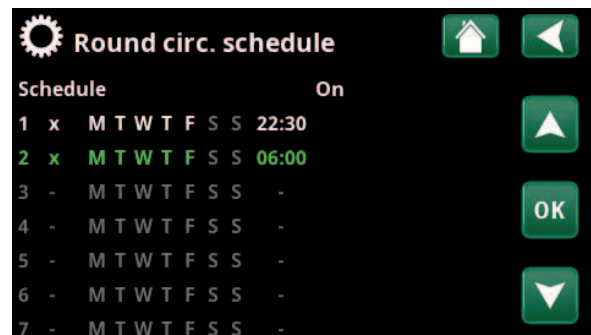 Round circ. schedule
Schedule On
1 x M T W T F S S 22:30
2 x M T W T F S S 06:00
3 - M T W T F S S -
4 - M T W T F S S -
OK
5 - M T W T F S S -
6 - M T W T F S S -
7 - M T W T F S S -